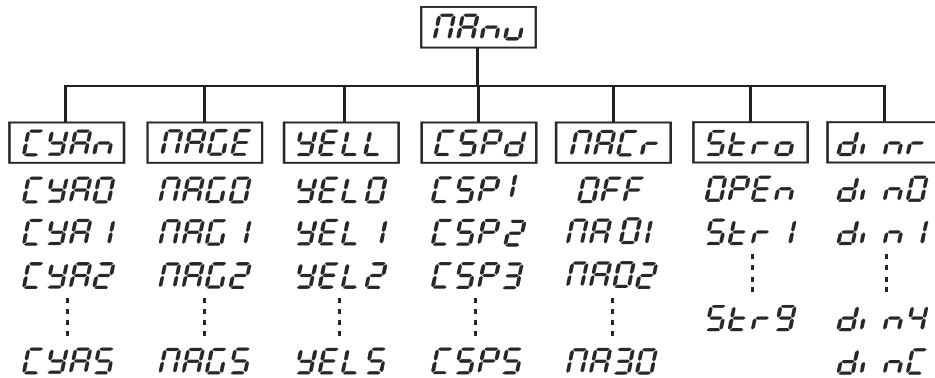 MAnu
CYAn MAGE YELL CSPd MACr Stro dinr
CYA0 MAG0 YEL0 CSP1 OFF OPEn din0
CYA1 MAG1 YEL1 CSP2 MA01 Str1 din1
CYA2 MAG2 YEL2 CSP3 MA02
Str9 din4
CYA5 MAG5 YEL5 CSP5 MA30 dinC